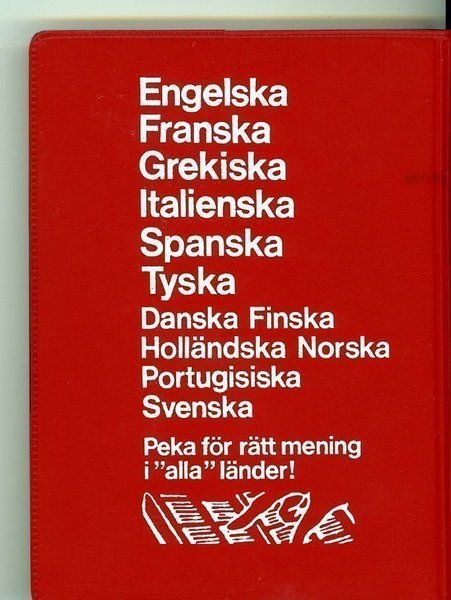 Engelska
Franska
Grekiska
Italienska
Spanska
Tyska
Danska Finska
Holländska Norska
Portugisiska
Svenska
Peka för rätt mening
i "alla" länder!